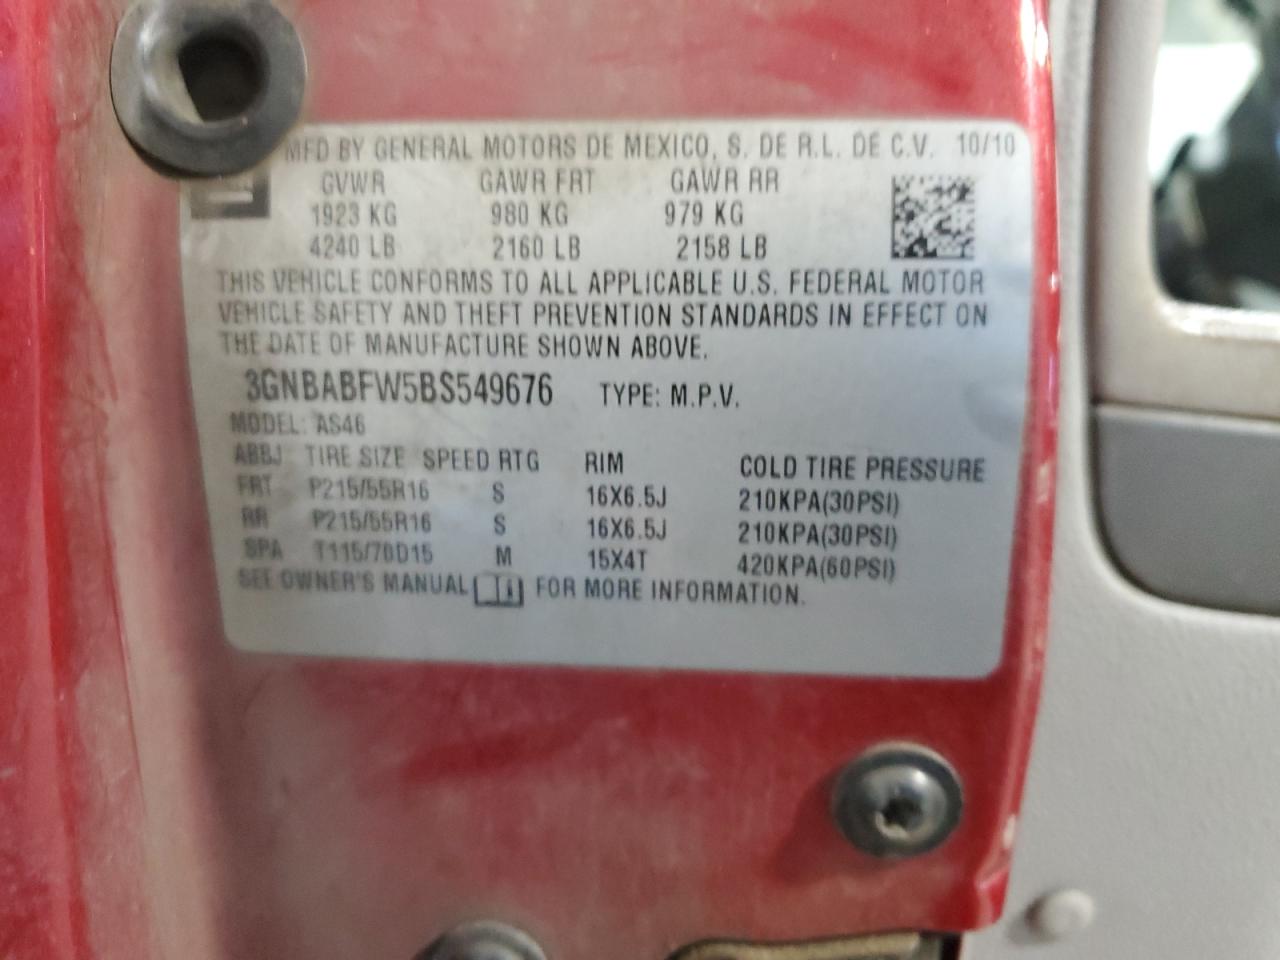 MFD BY GENERAL MOTORS DE MEXICO, S. DE R.L. DE C.V. 10/10
GVWR GAWR FRT GAWR RR
1923 KG 980 KG 979 KG
4240 LB 2160 LB 2158 LB
THIS VEHICLE CONFORMS TO ALL APPLICABLE U.S. FEDERAL MOTOR
VEHICLE SAFETY AND THEFT PREVENTION STANDARDS IN EFFECT ON
THE DATE OF MANUFACTURE SHOWN ABOVE.
3GNBABFW5BS549676 TYPE: M.P.V.
MODEL: AS46
ABBJ TIRE SIZE SPEED RTG RIM COLD TIRE PRESSURE
FRT P215/55R16 S 16X6.5J 210KPA(30PSI)
RR P215/55R16 S 16X6.5J 210KPA(30PSI)
SPA T115/70D15 M 15X4T 420KPA(60PSI)
SEE OWNER'S MANUAL FOR MORE INFORMATION.